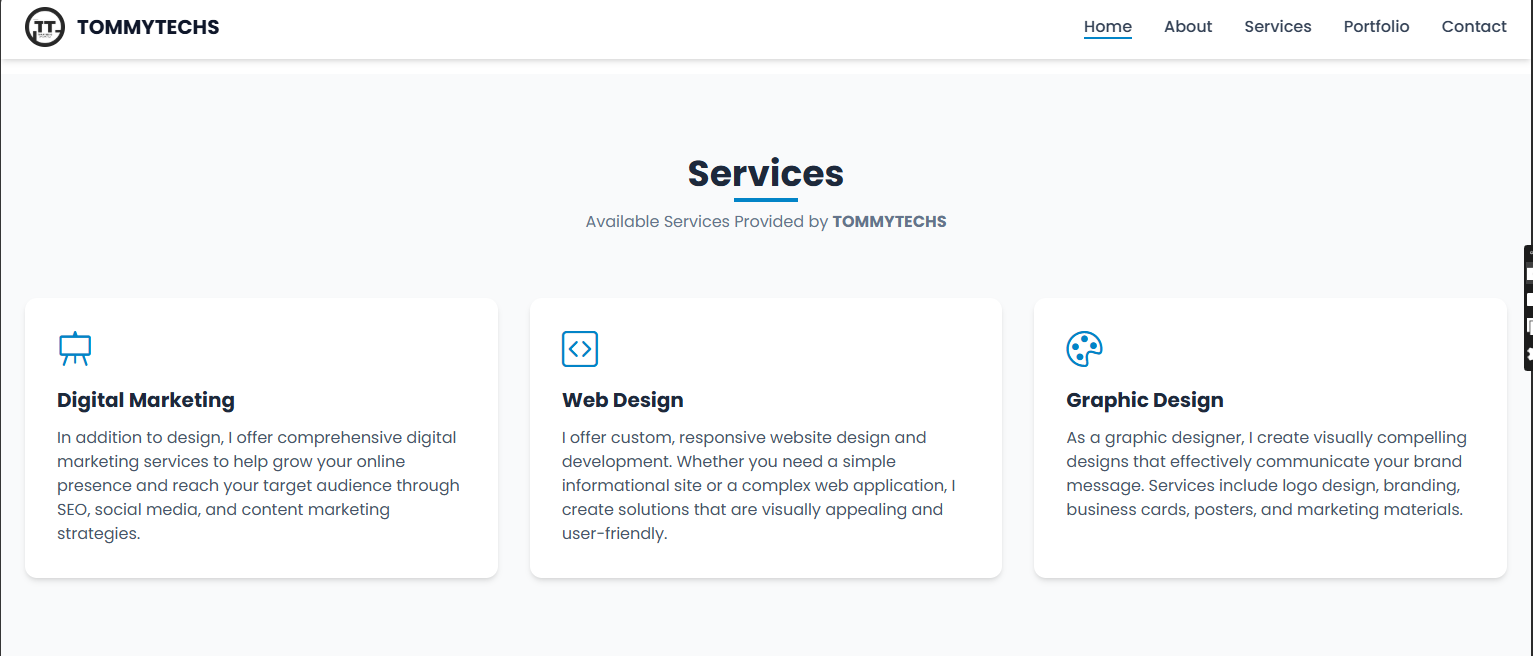 TT
TOMMYTECHS
Home
About
Services
Portfolio
Contact
Services
Available Services Provided by TOMMYTECHS
Digital Marketing
In addition to design, I offer comprehensive digital
marketing services to help grow your online
presence and reach your target audience through
SEO, social media, and content marketing
strategies.
Web Design
I offer custom, responsive website design and
development. Whether you need a simple
informational site or a complex web application, I
create solutions that are visually appealing and
user-friendly.
Graphic Design
As a graphic designer, I create visually compelling
designs that effectively communicate your brand
message. Services include logo design, branding,
business cards, posters, and marketing materials.